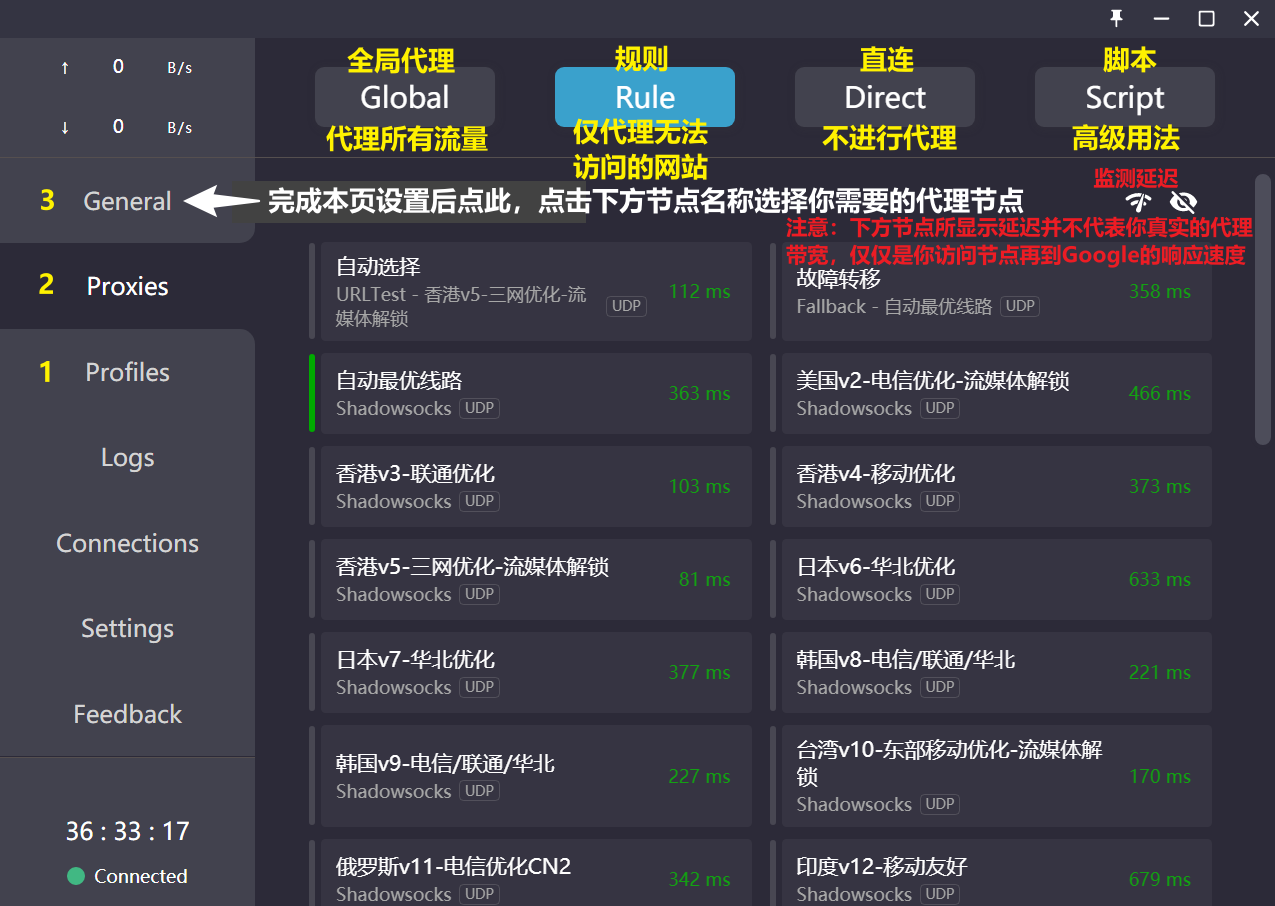 ↑ 0 B/s
↓ 0 B/s
全局代理
Global
代理所有流量
规则
Rule
仅代理无法
访问的网站
直连
Direct
不进行代理
脚本
Script
高级用法
3 General
完成本页设置后点此，点击下方节点名称选择你需要的代理节点
监测延迟
注意：下方节点所显示延迟并不代表你真实的代理
带宽，仅仅是你访问节点再到Google的响应速度
2 Proxies
1 Profiles
Logs
Connections
Settings
Feedback
36 : 33 : 17
Connected
自动选择
URLTest - 香港v5-三网优化-流
媒体解锁
UDP
112 ms
故障转移
Fallback - 自动最优线路 UDP
358 ms
自动最优线路
Shadowsocks UDP
363 ms
美国v2-电信优化-流媒体解锁
Shadowsocks UDP
466 ms
香港v3-联通优化
Shadowsocks UDP
103 ms
香港v4-移动优化
Shadowsocks UDP
373 ms
香港v5-三网优化-流媒体解锁
Shadowsocks UDP
81 ms
日本v6-华北优化
Shadowsocks UDP
633 ms
日本v7-华北优化
Shadowsocks UDP
377 ms
韩国v8-电信/联通/华北
Shadowsocks UDP
221 ms
韩国v9-电信/联通/华北
Shadowsocks UDP
227 ms
台湾v10-东部移动优化-流媒体解
锁
Shadowsocks UDP
170 ms
俄罗斯v11-电信优化CN2
Shadowsocks UDP
342 ms
印度v12-移动友好
Shadowsocks UDP
679 ms